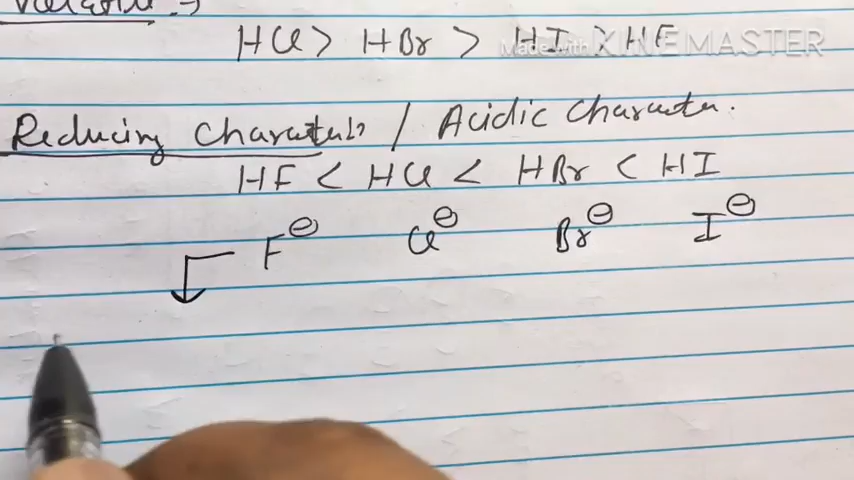 HCl > HBr > HI > HF
Made with KINEMASTER
Reducing Character / Acidic Character.
HF < HCl < HBr < HI
F⊖ Cl⊖ Br⊖ I⊖